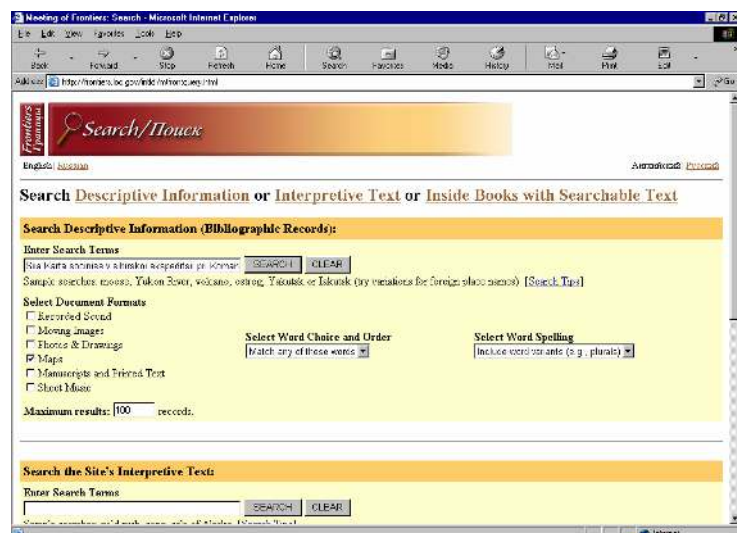 Meeting of Frontiers: Search - Microsoft Internet Explorer
File Edit View Favorites Tools Help
Back Forward Stop Refresh Home Search Favorites Media History Mail Print Edit
Address http://frontiers.loc.gov/intldl/mtfhtml/ Go
Frontiers
Граница
Search/Поиск
English | Russian
Английский Русский
Search Descriptive Information or Interpretive Text or Inside Books with Searchable Text
Search Descriptive Information (Bibliographic Records):
Enter Search Terms
SEARCH CLEAR
Sample searches: moose, Yukon River, volcano, ostrog, Yakutsk or Iakutsk (try variations for foreign place names) [Search Tips]
Select Document Formats
Recorded Sound
Moving Images
Photos & Drawings
Maps
Manuscripts and Printed Text
Sheet Music
Select Word Choice and Order
Match any of these words
Select Word Spelling
Include word variants (e.g., plurals)
Maximum results: 100 records.
Search the Site's Interpretive Text:
Enter Search Terms
SEARCH CLEAR
Internet